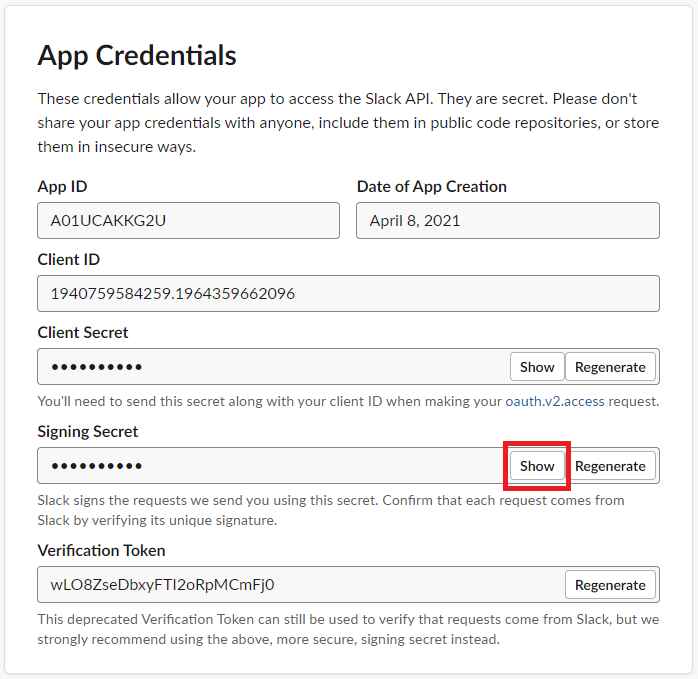 App Credentials
These credentials allow your app to access the Slack API. They are secret. Please don't
share your app credentials with anyone, include them in public code repositories, or store
them in insecure ways.
App ID
Date of App Creation
A01UCAKKG2U
April 8, 2021
Client ID
1940759584259.1964359662096
Client Secret
••••••••••
Show
Regenerate
You'll need to send this secret along with your client ID when making your oauth.v2.access request.
Signing Secret
••••••••••
Show
Regenerate
Slack signs the requests we send you using this secret. Confirm that each request comes from
Slack by verifying its unique signature.
Verification Token
wLO8ZseDbxyFTI2oRpMCmFj0
Regenerate
This deprecated Verification Token can still be used to verify that requests come from Slack, but we
strongly recommend using the above, more secure, signing secret instead.